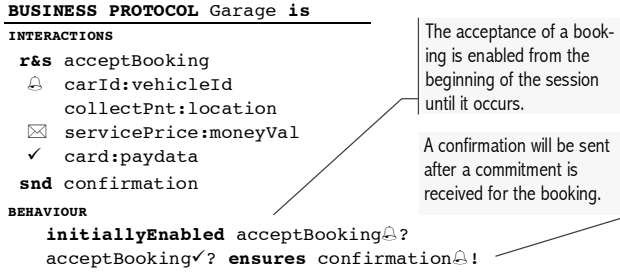 BUSINESS PROTOCOL Garage is
INTERACTIONS
r&s acceptBooking
🔔 carId:vehicleId
collectPnt:location
✉ servicePrice:moneyVal
✓ card:paydata
snd confirmation
BEHAVIOUR
initiallyEnabled acceptBooking🔔?
acceptBooking✓? ensures confirmation🔔!
The acceptance of a book-
ing is enabled from the
beginning of the session
until it occurs.
A confirmation will be sent
after a commitment is
received for the booking.